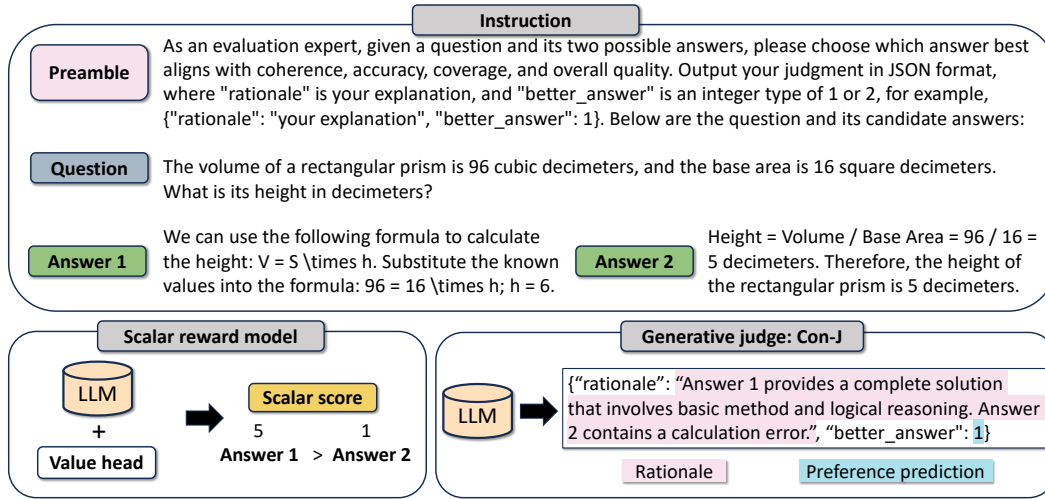 Instruction
Preamble
As an evaluation expert, given a question and its two possible answers, please choose which answer best
aligns with coherence, accuracy, coverage, and overall quality. Output your judgment in JSON format,
where "rationale" is your explanation, and "better_answer" is an integer type of 1 or 2, for example,
{"rationale": "your explanation", "better_answer": 1}. Below are the question and its candidate answers:
Question
The volume of a rectangular prism is 96 cubic decimeters, and the base area is 16 square decimeters.
What is its height in decimeters?
Answer 1
We can use the following formula to calculate
the height: V = S \times h. Substitute the known
values into the formula: 96 = 16 \times h; h = 6.
Answer 2
Height = Volume / Base Area = 96 / 16 =
5 decimeters. Therefore, the height of
the rectangular prism is 5 decimeters.
Scalar reward model
LLM
+
Value head
Scalar score
5 1
Answer 1 > Answer 2
Generative judge: Con-J
LLM
{“rationale”: “Answer 1 provides a complete solution
that involves basic method and logical reasoning. Answer
2 contains a calculation error.”, “better_answer": 1}
Rationale
Preference prediction